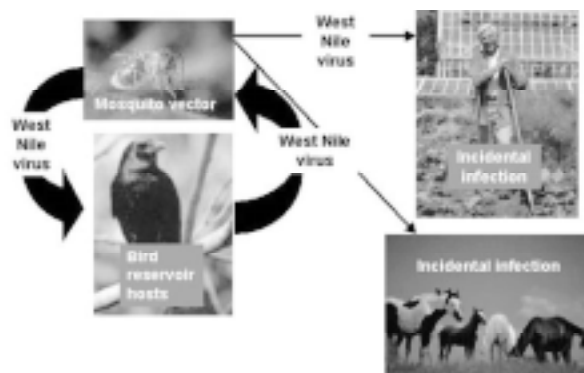 West
Nile
virus
Mosquito vector
West
Nile
virus
West Nile
virus
Bird
reservoir
hosts
Incidental
infection
Incidental infection